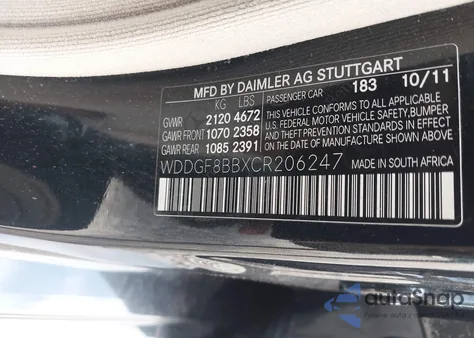 MFD BY DAIMLER AG STUTTGART
KG LBS PASSENGER CAR 183 10/11
GVWR 2120 4672
GAWR FRONT 1070 2358
GAWR REAR 1085 2391
THIS VEHICLE CONFORMS TO ALL APPLICABLE
U.S. FEDERAL MOTOR VEHICLE SAFETY,BUMPER
AND THEFT PREVENTION STANDARDS IN EFFECT
ON THE DATE OF MANUFACTURE SHOWN ABOVE.
MADE IN SOUTH AFRICA
WDDGF8BBXCR206247
autoSnap